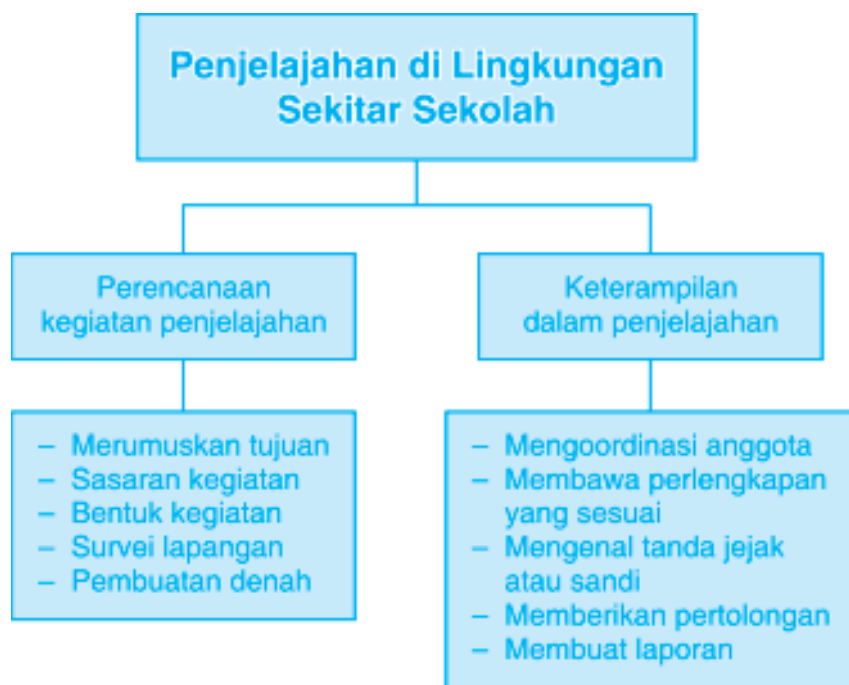 Penjelajahan di Lingkungan
Sekitar Sekolah
Perencanaan
kegiatan penjelajahan
– Merumuskan tujuan
– Sasaran kegiatan
– Bentuk kegiatan
– Survei lapangan
– Pembuatan denah
Keterampilan
dalam penjelajahan
– Mengoordinasi anggota
– Membawa perlengkapan
yang sesuai
– Mengenal tanda jejak
atau sandi
– Memberikan pertolongan
– Membuat laporan